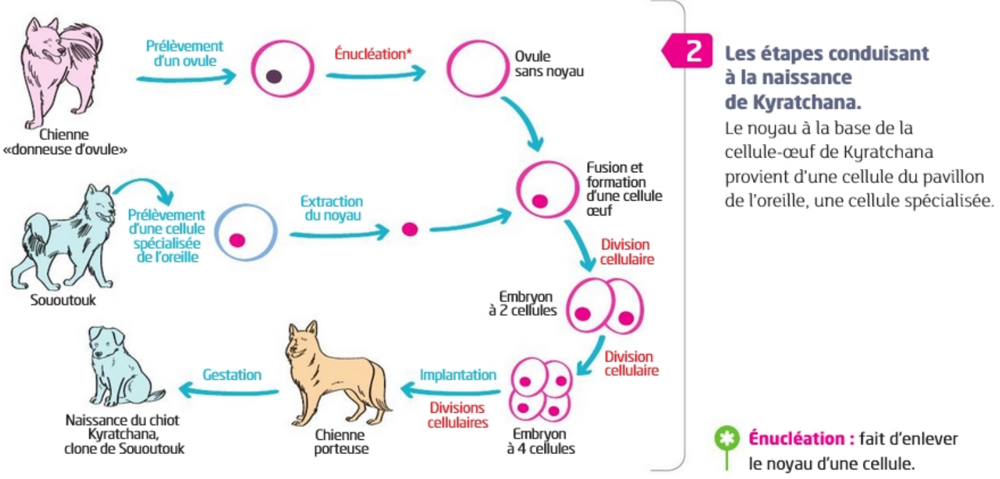 Prélèvement
d'un ovule
Énucléation*
Ovule
sans noyau
Chienne
«donneuse d'ovule»
Fusion et
formation
d'une cellule
œuf
Prélèvement
d'une cellule
spécialisée
de l'oreille
Extraction
du noyau
Sououtouk
Division
cellulaire
Embryon
à 2 cellules
Division
cellulaire
Embryon
à 4 cellules
Implantation
Divisions
cellulaires
Chienne
porteuse
Gestation
Naissance du chiot
Kyratchana,
clone de Sououtouk
2
Les étapes conduisant
à la naissance
de Kyratchana.
Le noyau à la base de la
cellule-œuf de Kyratchana
provient d'une cellule du pavillon
de l'oreille, une cellule spécialisée.
* Énucléation : fait d'enlever
le noyau d'une cellule.